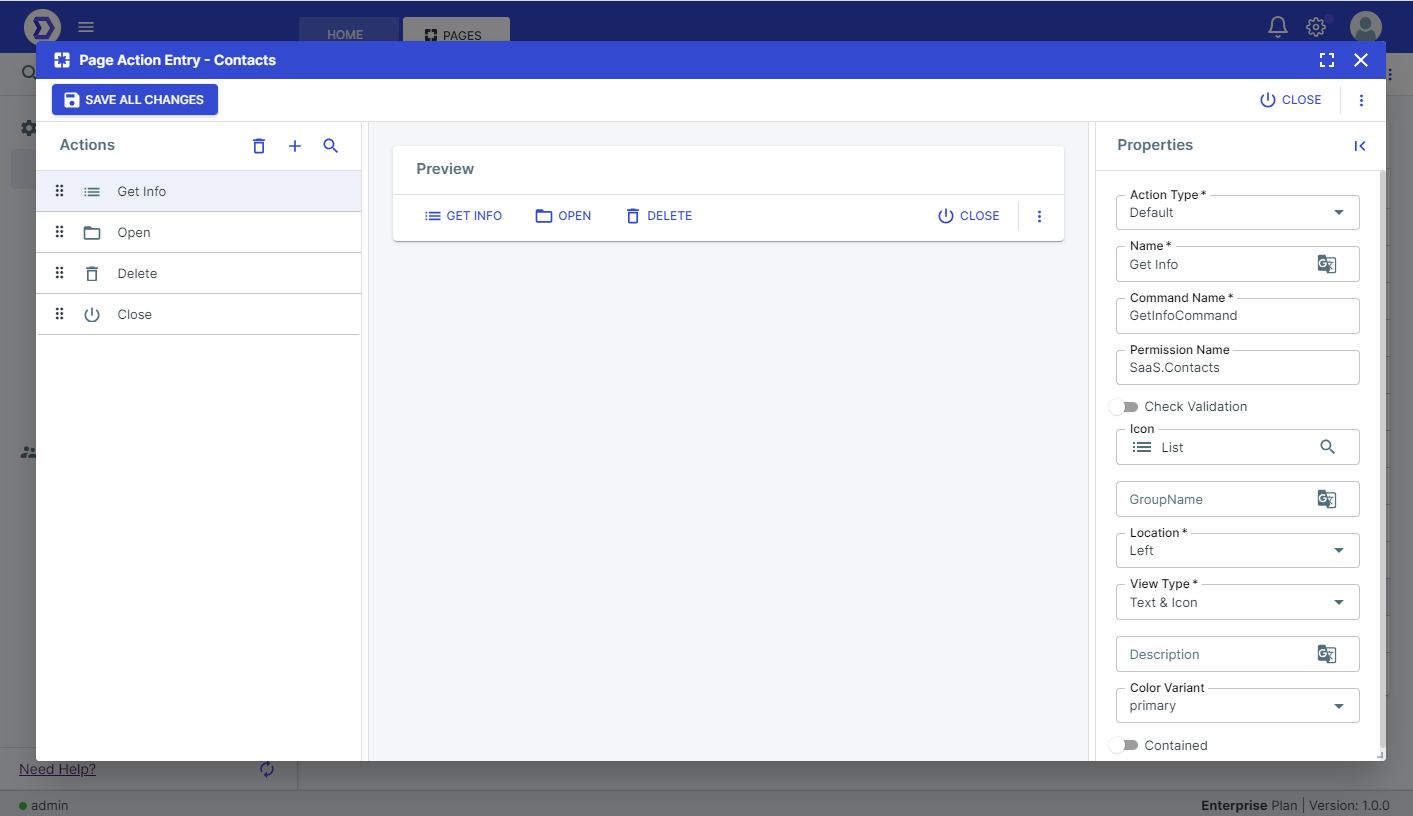 HOME
PAGES
Page Action Entry - Contacts
SAVE ALL CHANGES
CLOSE
Actions
Get Info
Open
Delete
Close
Preview
GET INFO
OPEN
DELETE
CLOSE
Properties
Action Type *
Default
Name *
Get Info
Command Name *
GetInfoCommand
Permission Name
SaaS.Contacts
Check Validation
Icon
List
GroupName
Location *
Left
View Type *
Text & Icon
Description
Color Variant
primary
Contained
Need Help?
admin
Enterprise Plan | Version: 1.0.0